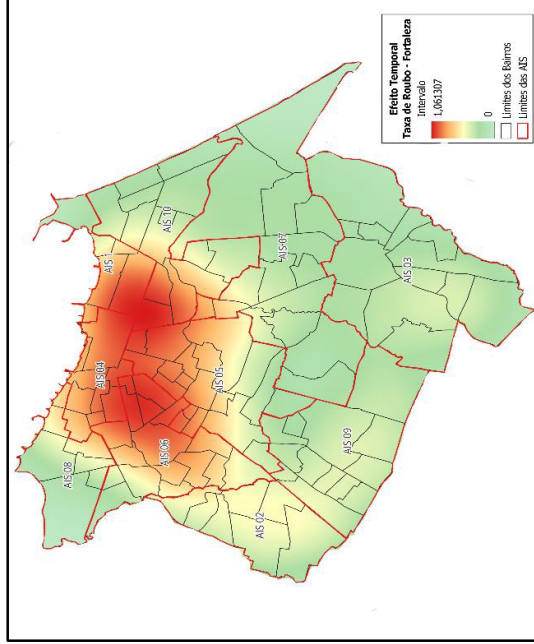 Efeito Temporal
Taxa de Roubo - Fortaleza
Intervalo
1,061307
0
Limites dos Bairros
Limites das AIS
AIS 08
AIS 04
AIS 1
AIS 10
AIS 06
AIS 05
AIS 07
AIS 02
AIS 09
AIS 03